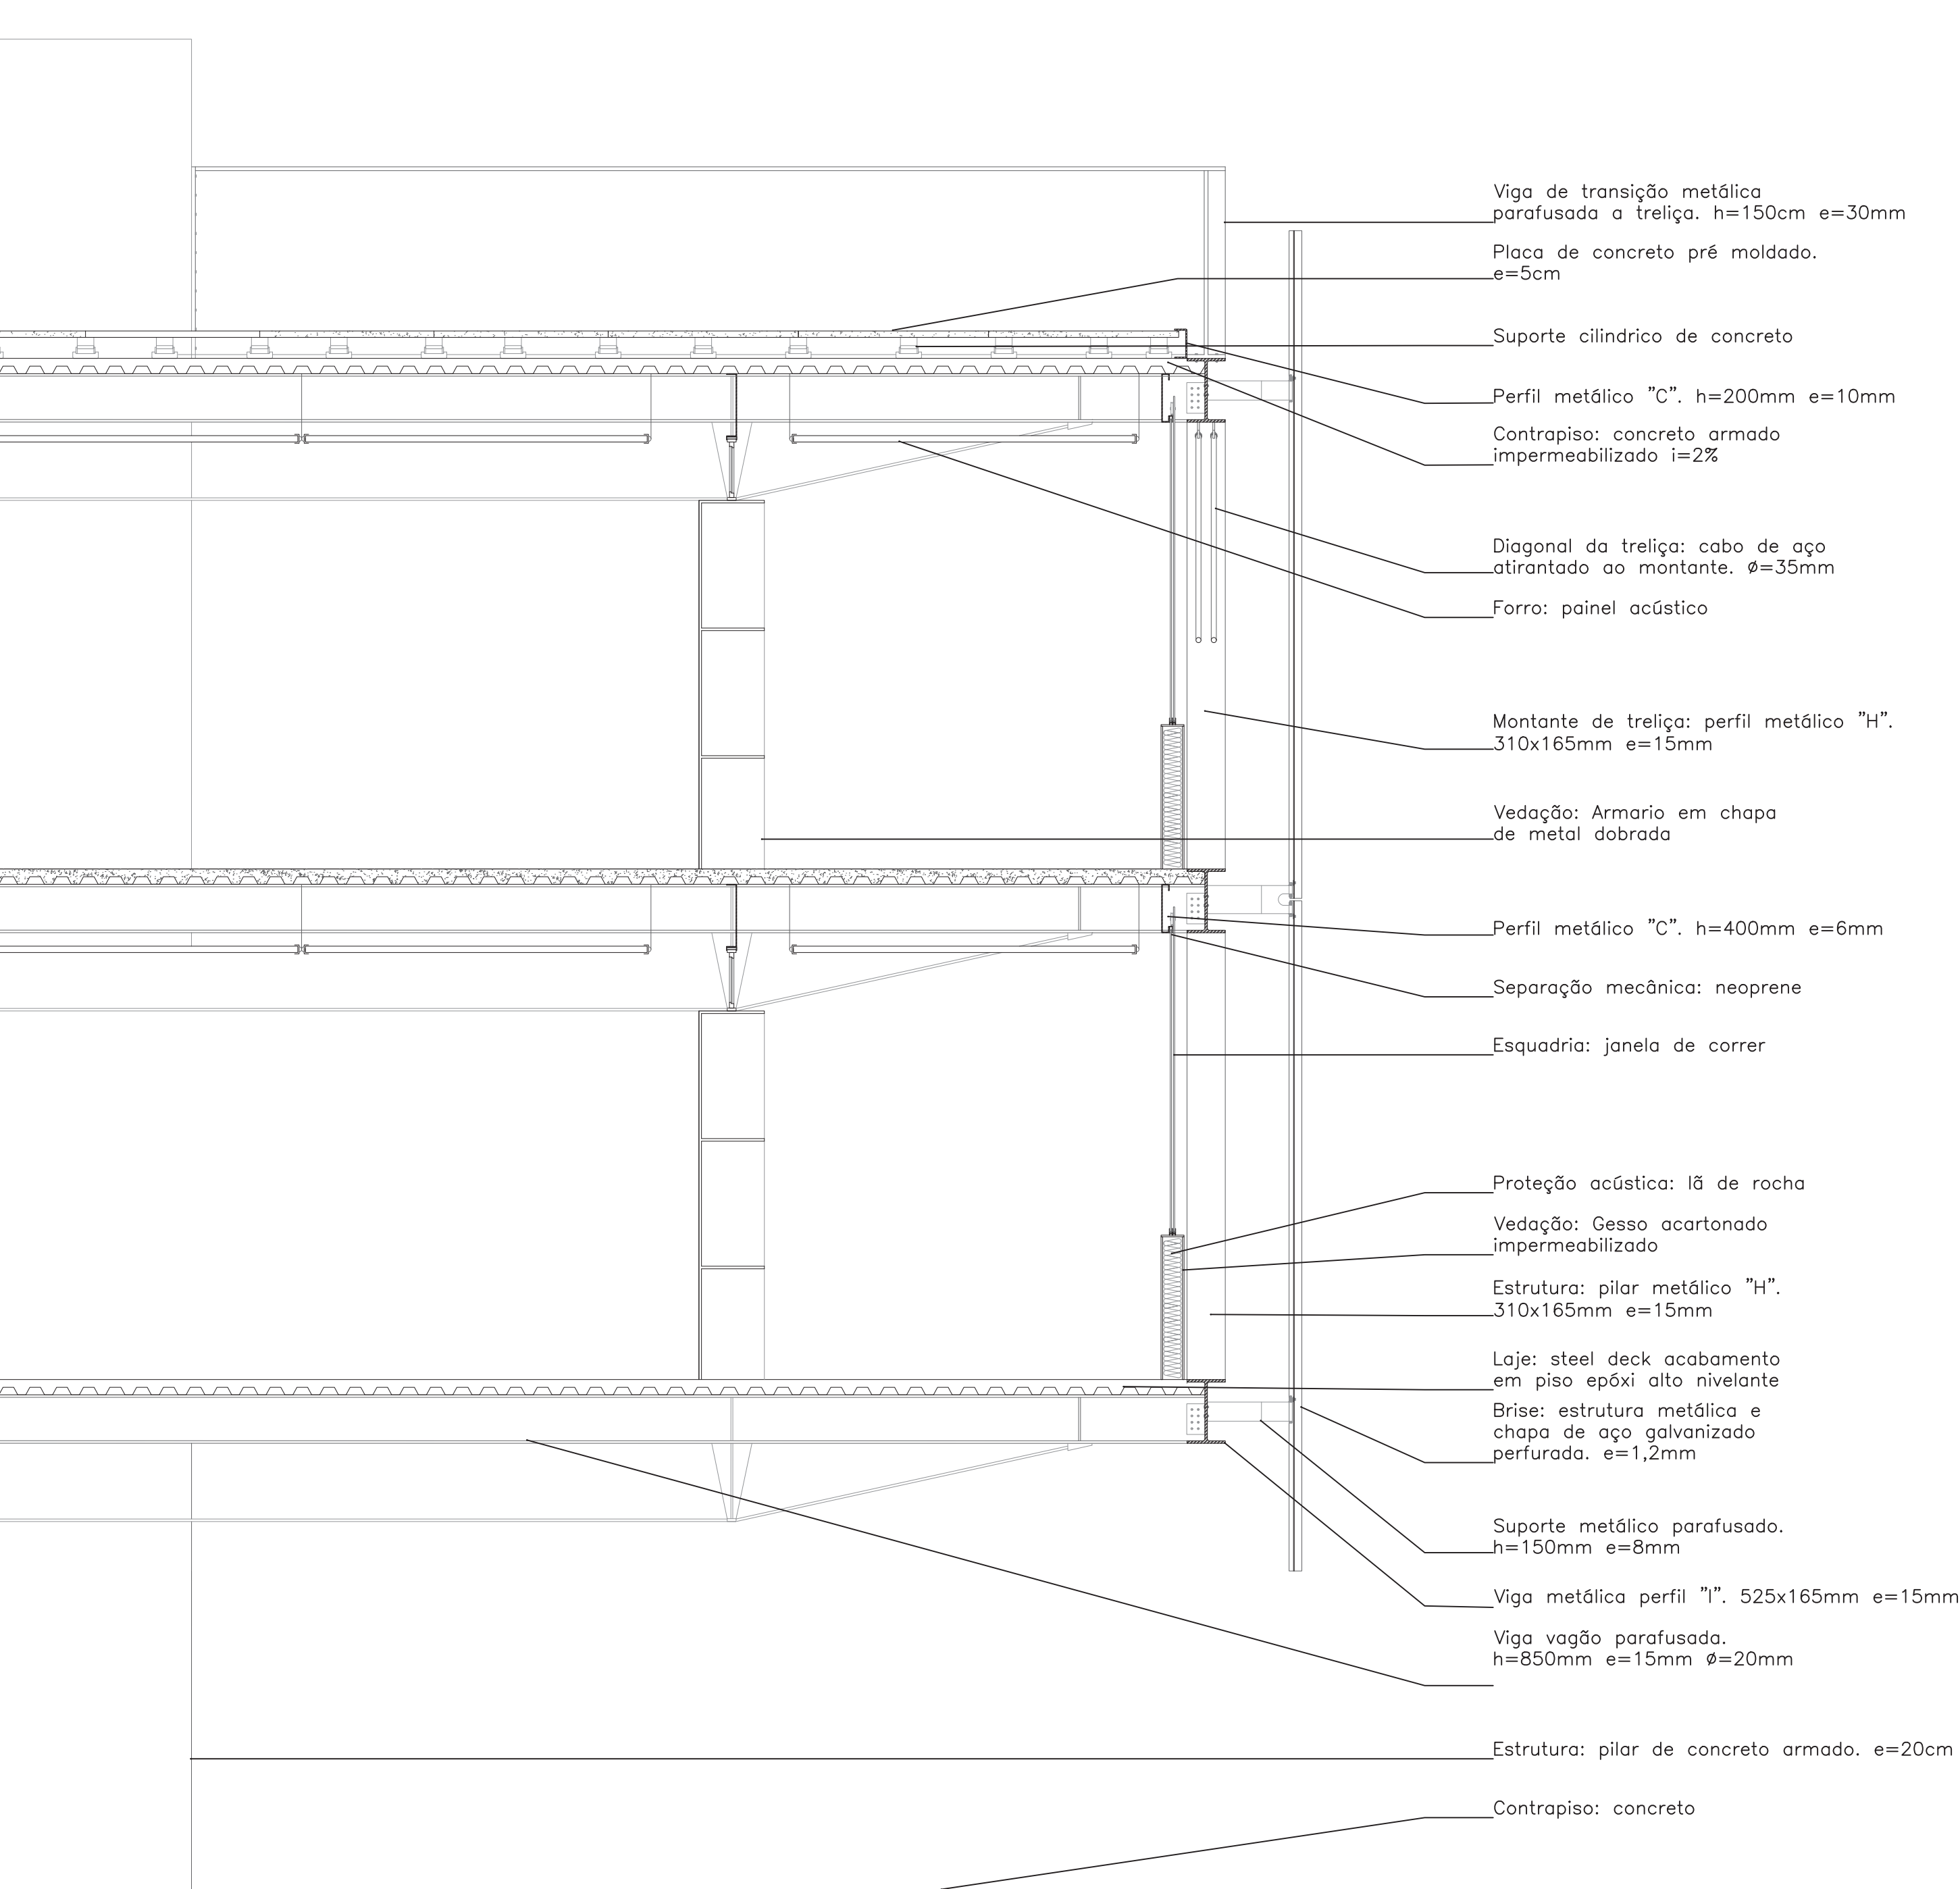 Viga de transição metálica
parafusada a treliça. h=150cm e=30mm
Placa de concreto pré moldado.
e=5cm
Suporte cilindrico de concreto
Perfil metálico "C". h=200mm e=10mm
Contrapiso: concreto armado
impermeabilizado i=2%
Diagonal da treliça: cabo de aço
atirantado ao montante. ø=35mm
Forro: painel acústico
Montante de treliça: perfil metálico "H".
310x165mm e=15mm
Vedação: Armario em chapa
de metal dobrada
Perfil metálico "C". h=400mm e=6mm
Separação mecânica: neoprene
Esquadria: janela de correr
Proteção acústica: lã de rocha
Vedação: Gesso acartonado
impermeabilizado
Estrutura: pilar metálico "H".
310x165mm e=15mm
Laje: steel deck acabamento
em piso epóxi alto nivelante
Brise: estrutura metálica e
chapa de aço galvanizado
perfurada. e=1,2mm
Suporte metálico parafusado.
h=150mm e=8mm
Viga metálica perfil "I". 525x165mm e=15mm
Viga vagão parafusada.
h=850mm e=15mm ø=20mm
Estrutura: pilar de concreto armado. e=20cm
Contrapiso: concreto